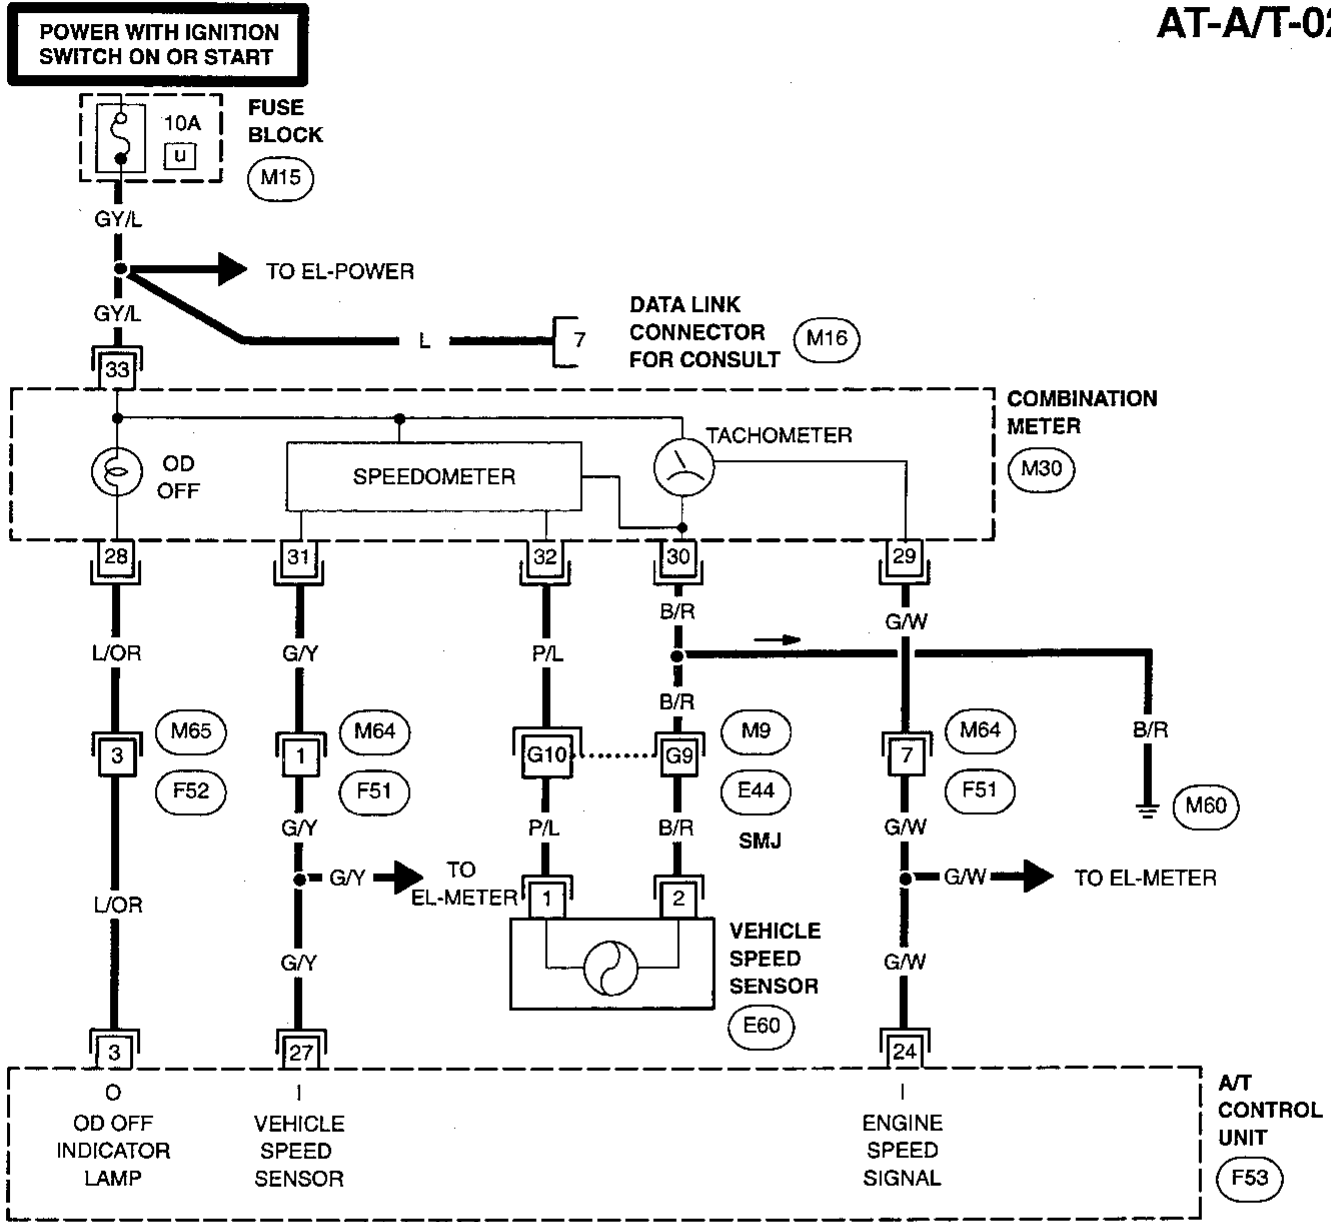 AT-A/T-02
POWER WITH IGNITION
SWITCH ON OR START
FUSE
BLOCK
10A
u
M15
GY/L
TO EL-POWER
GY/L
DATA LINK
CONNECTOR
FOR CONSULT
M16
L
7
33
COMBINATION
METER
M30
TACHOMETER
OD
OFF
SPEEDOMETER
28
31
32
30
29
B/R
G/W
L/OR
G/Y
P/L
B/R
B/R
M65
M64
M9
M64
3
1
G10
G9
7
F52
F51
E44
F51
M60
SMJ
G/Y
P/L
B/R
G/W
G/Y
TO
EL-METER
G/W
TO EL-METER
L/OR
1
2
VEHICLE
SPEED
SENSOR
E60
G/Y
G/W
3
27
24
O
I
I
OD OFF
INDICATOR
LAMP
VEHICLE
SPEED
SENSOR
ENGINE
SPEED
SIGNAL
A/T
CONTROL
UNIT
F53